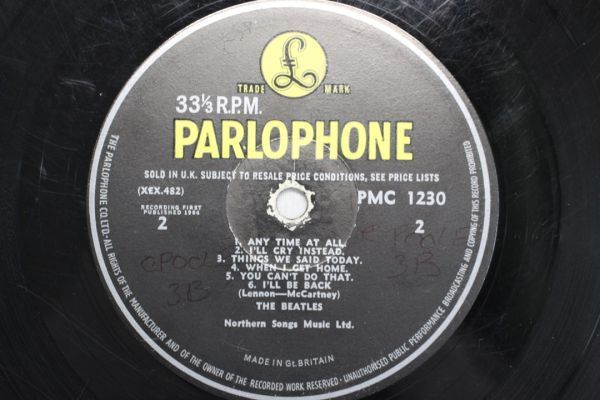 £
TRADE MARK
33⅓ R.P.M.
PARLOPHONE
SOLD IN U.K. SUBJECT TO RESALE PRICE CONDITIONS, SEE PRICE LISTS
(XEX.482)
PMC 1230
RECORDING FIRST
PUBLISHED 1964
2
2
1. ANY TIME AT ALL.
2. I'LL CRY INSTEAD.
3. THINGS WE SAID TODAY.
4. WHEN I GET HOME.
5. YOU CAN'T DO THAT.
6. I'LL BE BACK
(Lennon—McCartney)
THE BEATLES
Northern Songs Music Ltd.
MADE IN Gt. BRITAIN
3B
POOLE
3B
THE PARLOPHONE CO. LTD.-ALL RIGHTS OF THE MANUFACTURER AND OF THE OWNER OF THE RECORDED WORK RESERVED·UNAUTHORISED PUBLIC PERFORMANCE BROADCASTING AND COPYING OF THIS RECORD PROHIBITED